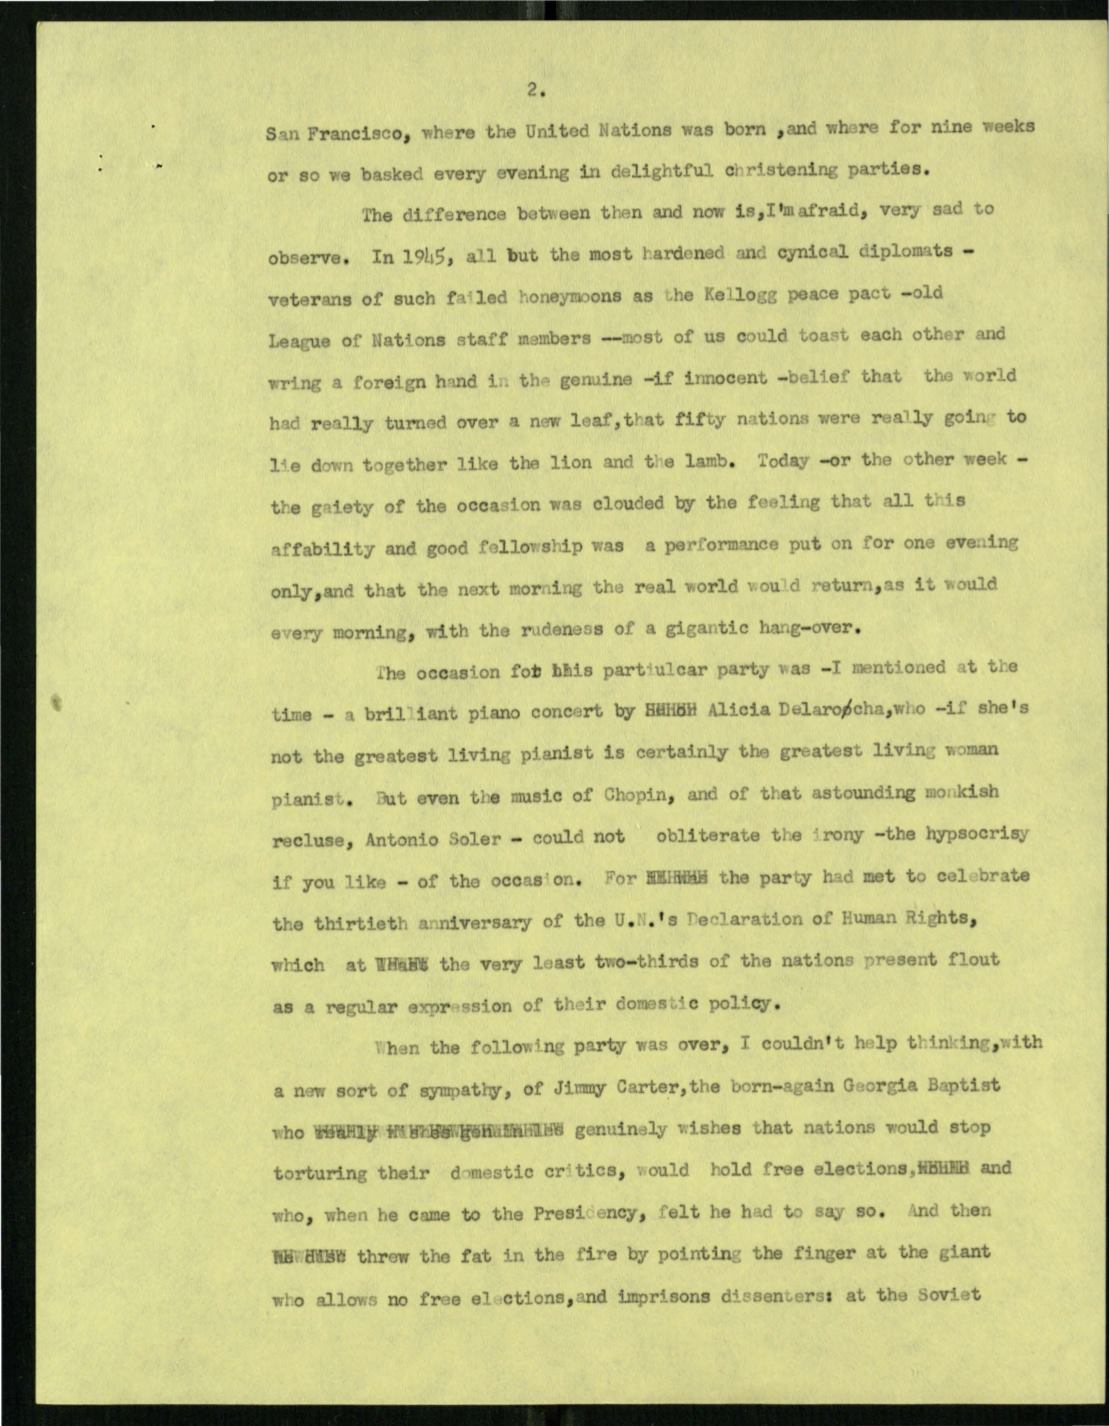 2.
San Francisco, where the United Nations was born ,and where for nine weeks
or so we basked every evening in delightful christening parties.
The difference between then and now is,I'm afraid, very sad to
observe. In 1945, all but the most hardened and cynical diplomats -
veterans of such failed honeymoons as the Kellogg peace pact -old
League of Nations staff members --most of us could toast each other and
wring a foreign hand in the genuine -if innocent -belief that the world
had really turned over a new leaf,that fifty nations were really going to
lie down together like the lion and the lamb. Today -or the other week -
the gaiety of the occasion was clouded by the feeling that all this
affability and good fellowship was a performance put on for one evening
only,and that the next morning the real world would return,as it would
every morning, with the rudeness of a gigantic hang-over.
The occasion for this partiulcar party was -I mentioned at the
time - a brilliant piano concert by Alicia Delarocha,who -if she's
not the greatest living pianist is certainly the greatest living woman
pianist. But even the music of Chopin, and of that astounding monkish
recluse, Antonio Soler - could not obliterate the irony -the hypsocrisy
if you like - of the occasion. For the party had met to celebrate
the thirtieth anniversary of the U.N.'s Declaration of Human Rights,
which at the very least two-thirds of the nations present flout
as a regular expression of their domestic policy.
When the following party was over, I couldn't help thinking,with
a new sort of sympathy, of Jimmy Carter,the born-again Georgia Baptist
who genuinely wishes that nations would stop
torturing their domestic critics, would hold free elections, and
who, when he came to the Presidency, felt he had to say so. And then
threw the fat in the fire by pointing the finger at the giant
who allows no free elections,and imprisons dissenters: at the Soviet